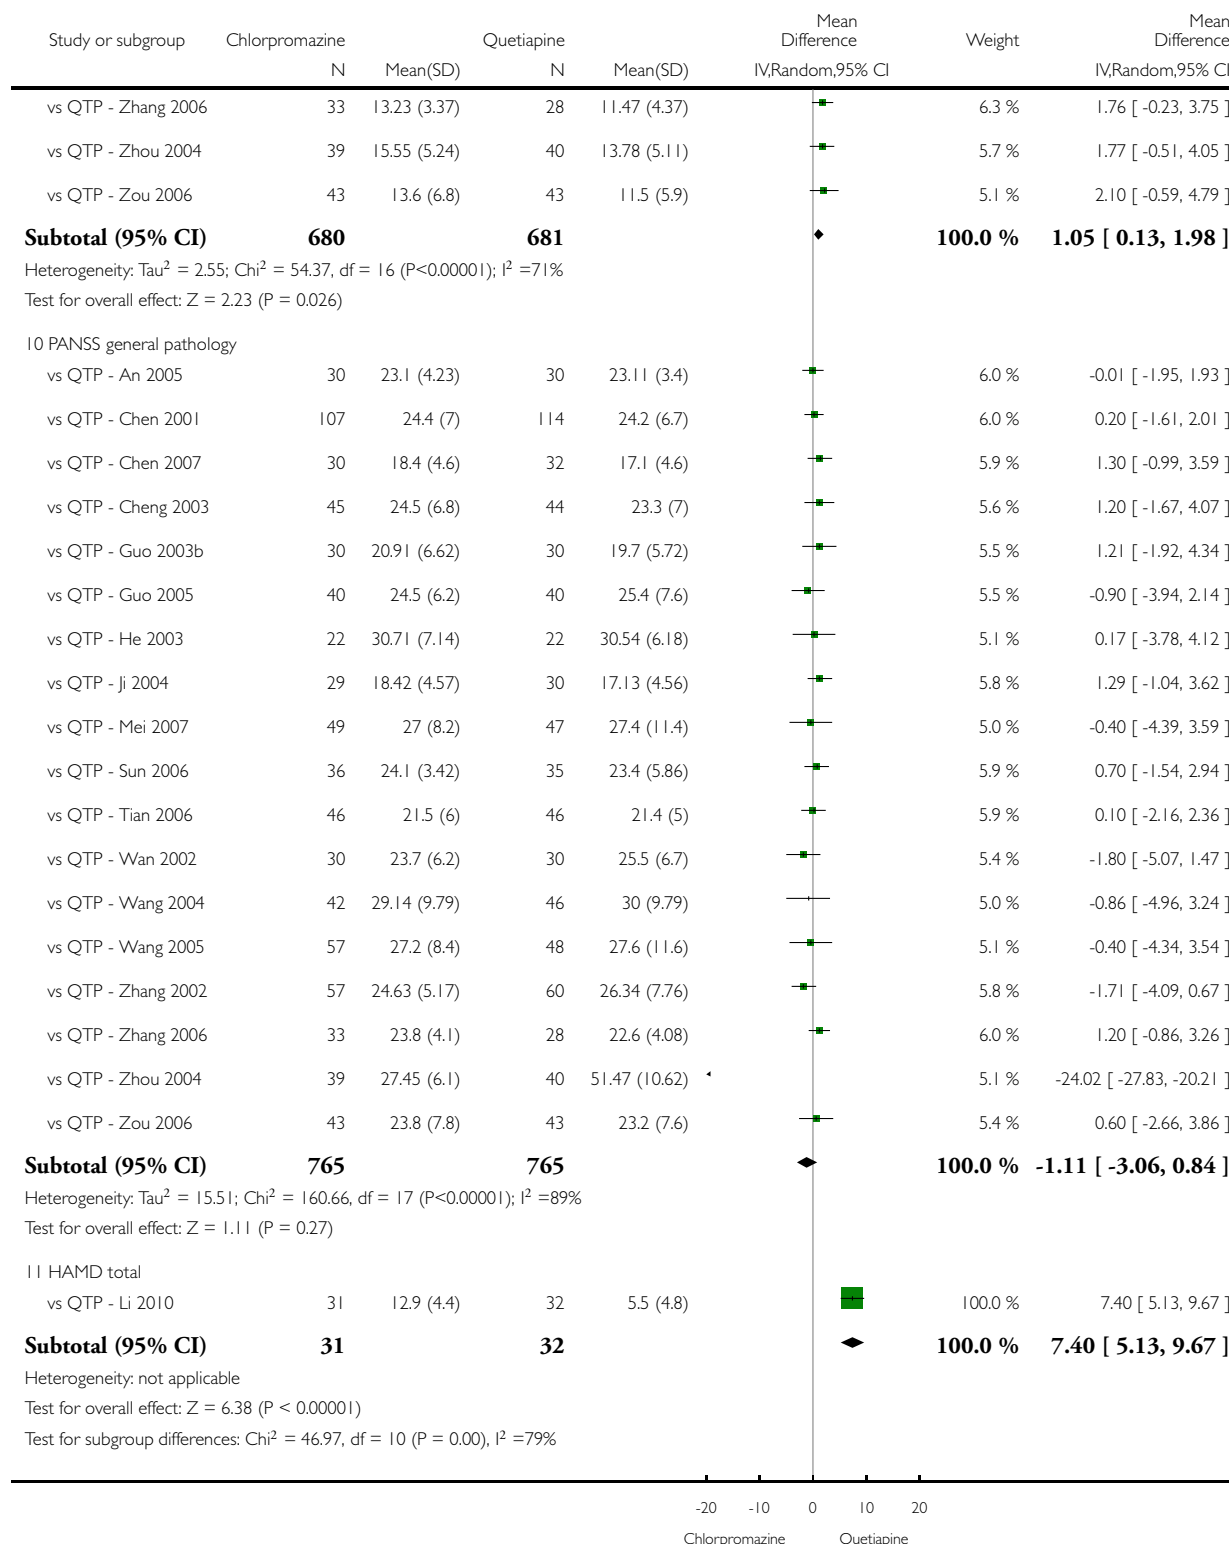 Study or subgroup Chlorpromazine Quetiapine Mean Difference Weight Mean Difference
N Mean(SD) N Mean(SD) IV,Random,95% CI IV,Random,95% CI
vs QTP - Zhang 2006 33 13.23 (3.37) 28 11.47 (4.37) 6.3 % 1.76 [ -0.23, 3.75 ]
vs QTP - Zhou 2004 39 15.55 (5.24) 40 13.78 (5.11) 5.7 % 1.77 [ -0.51, 4.05 ]
vs QTP - Zou 2006 43 13.6 (6.8) 43 11.5 (5.9) 5.1 % 2.10 [ -0.59, 4.79 ]
Subtotal (95% CI) 680 681 100.0 % 1.05 [ 0.13, 1.98 ]
Heterogeneity: Tau² = 2.55; Chi² = 54.37, df = 16 (P<0.00001); I² =71%
Test for overall effect: Z = 2.23 (P = 0.026)
10 PANSS general pathology
vs QTP - An 2005 30 23.1 (4.23) 30 23.11 (3.4) 6.0 % -0.01 [ -1.95, 1.93 ]
vs QTP - Chen 2001 107 24.4 (7) 114 24.2 (6.7) 6.0 % 0.20 [ -1.61, 2.01 ]
vs QTP - Chen 2007 30 18.4 (4.6) 32 17.1 (4.6) 5.9 % 1.30 [ -0.99, 3.59 ]
vs QTP - Cheng 2003 45 24.5 (6.8) 44 23.3 (7) 5.6 % 1.20 [ -1.67, 4.07 ]
vs QTP - Guo 2003b 30 20.91 (6.62) 30 19.7 (5.72) 5.5 % 1.21 [ -1.92, 4.34 ]
vs QTP - Guo 2005 40 24.5 (6.2) 40 25.4 (7.6) 5.5 % -0.90 [ -3.94, 2.14 ]
vs QTP - He 2003 22 30.71 (7.14) 22 30.54 (6.18) 5.1 % 0.17 [ -3.78, 4.12 ]
vs QTP - Ji 2004 29 18.42 (4.57) 30 17.13 (4.56) 5.8 % 1.29 [ -1.04, 3.62 ]
vs QTP - Mei 2007 49 27 (8.2) 47 27.4 (11.4) 5.0 % -0.40 [ -4.39, 3.59 ]
vs QTP - Sun 2006 36 24.1 (3.42) 35 23.4 (5.86) 5.9 % 0.70 [ -1.54, 2.94 ]
vs QTP - Tian 2006 46 21.5 (6) 46 21.4 (5) 5.9 % 0.10 [ -2.16, 2.36 ]
vs QTP - Wan 2002 30 23.7 (6.2) 30 25.5 (6.7) 5.4 % -1.80 [ -5.07, 1.47 ]
vs QTP - Wang 2004 42 29.14 (9.79) 46 30 (9.79) 5.0 % -0.86 [ -4.96, 3.24 ]
vs QTP - Wang 2005 57 27.2 (8.4) 48 27.6 (11.6) 5.1 % -0.40 [ -4.34, 3.54 ]
vs QTP - Zhang 2002 57 24.63 (5.17) 60 26.34 (7.76) 5.8 % -1.71 [ -4.09, 0.67 ]
vs QTP - Zhang 2006 33 23.8 (4.1) 28 22.6 (4.08) 6.0 % 1.20 [ -0.86, 3.26 ]
vs QTP - Zhou 2004 39 27.45 (6.1) 40 51.47 (10.62) 5.1 % -24.02 [ -27.83, -20.21 ]
vs QTP - Zou 2006 43 23.8 (7.8) 43 23.2 (7.6) 5.4 % 0.60 [ -2.66, 3.86 ]
Subtotal (95% CI) 765 765 100.0 % -1.11 [ -3.06, 0.84 ]
Heterogeneity: Tau² = 15.51; Chi² = 160.66, df = 17 (P<0.00001); I² =89%
Test for overall effect: Z = 1.11 (P = 0.27)
11 HAMD total
vs QTP - Li 2010 31 12.9 (4.4) 32 5.5 (4.8) 100.0 % 7.40 [ 5.13, 9.67 ]
Subtotal (95% CI) 31 32 100.0 % 7.40 [ 5.13, 9.67 ]
Heterogeneity: not applicable
Test for overall effect: Z = 6.38 (P < 0.00001)
Test for subgroup differences: Chi² = 46.97, df = 10 (P = 0.00), I² =79%
-20 -10 0 10 20
Chlorpromazine Quetiapine